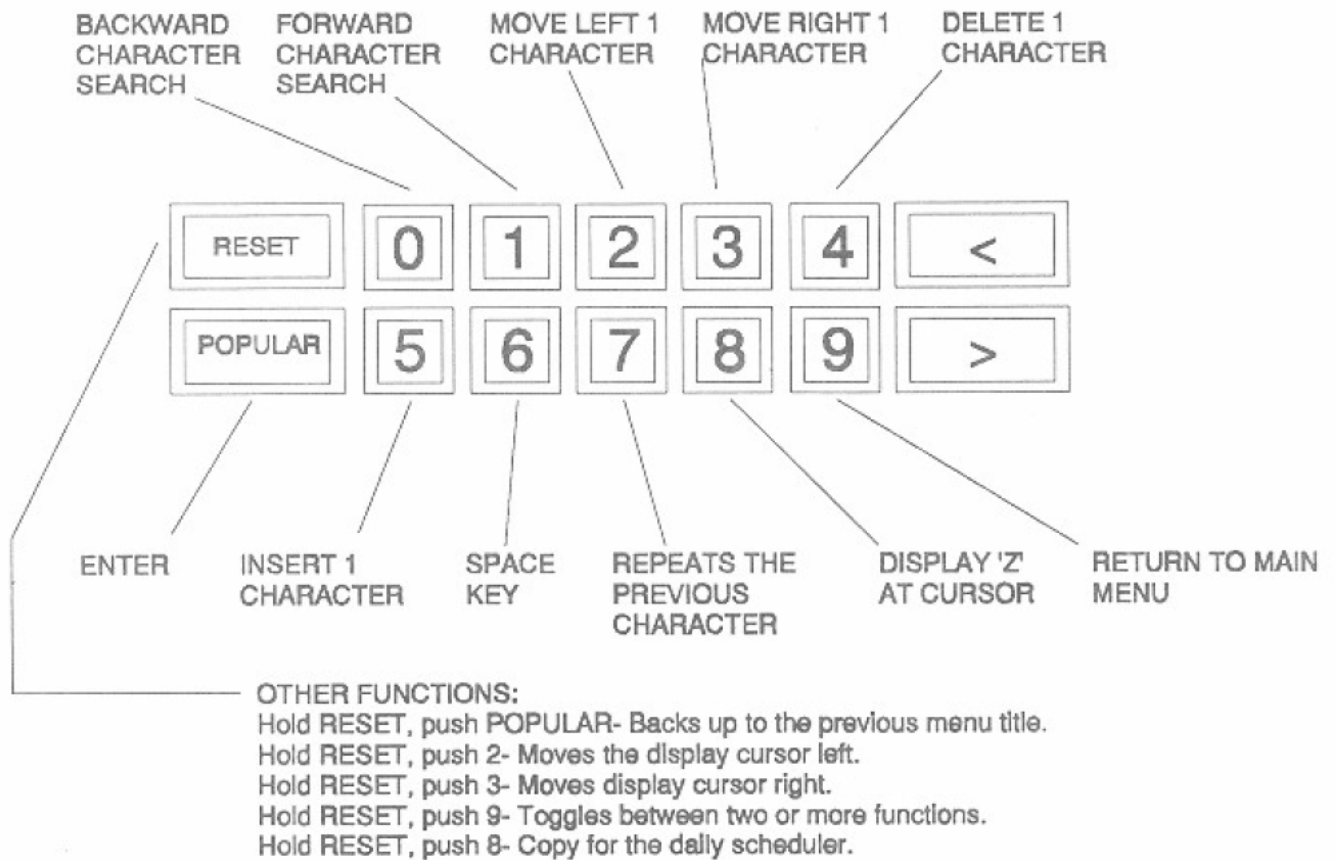 BACKWARD
CHARACTER
SEARCH
FORWARD
CHARACTER
SEARCH
MOVE LEFT 1
CHARACTER
MOVE RIGHT 1
CHARACTER
DELETE 1
CHARACTER
RESET
0
1
2
3
4
<
POPULAR
5
6
7
8
9
>
ENTER
INSERT 1
CHARACTER
SPACE
KEY
REPEATS THE
PREVIOUS
CHARACTER
DISPLAY 'Z'
AT CURSOR
RETURN TO MAIN
MENU
OTHER FUNCTIONS:
Hold RESET, push POPULAR- Backs up to the previous menu title.
Hold RESET, push 2- Moves the display cursor left.
Hold RESET, push 3- Moves display cursor right.
Hold RESET, push 9- Toggles between two or more functions.
Hold RESET, push 8- Copy for the daily scheduler.